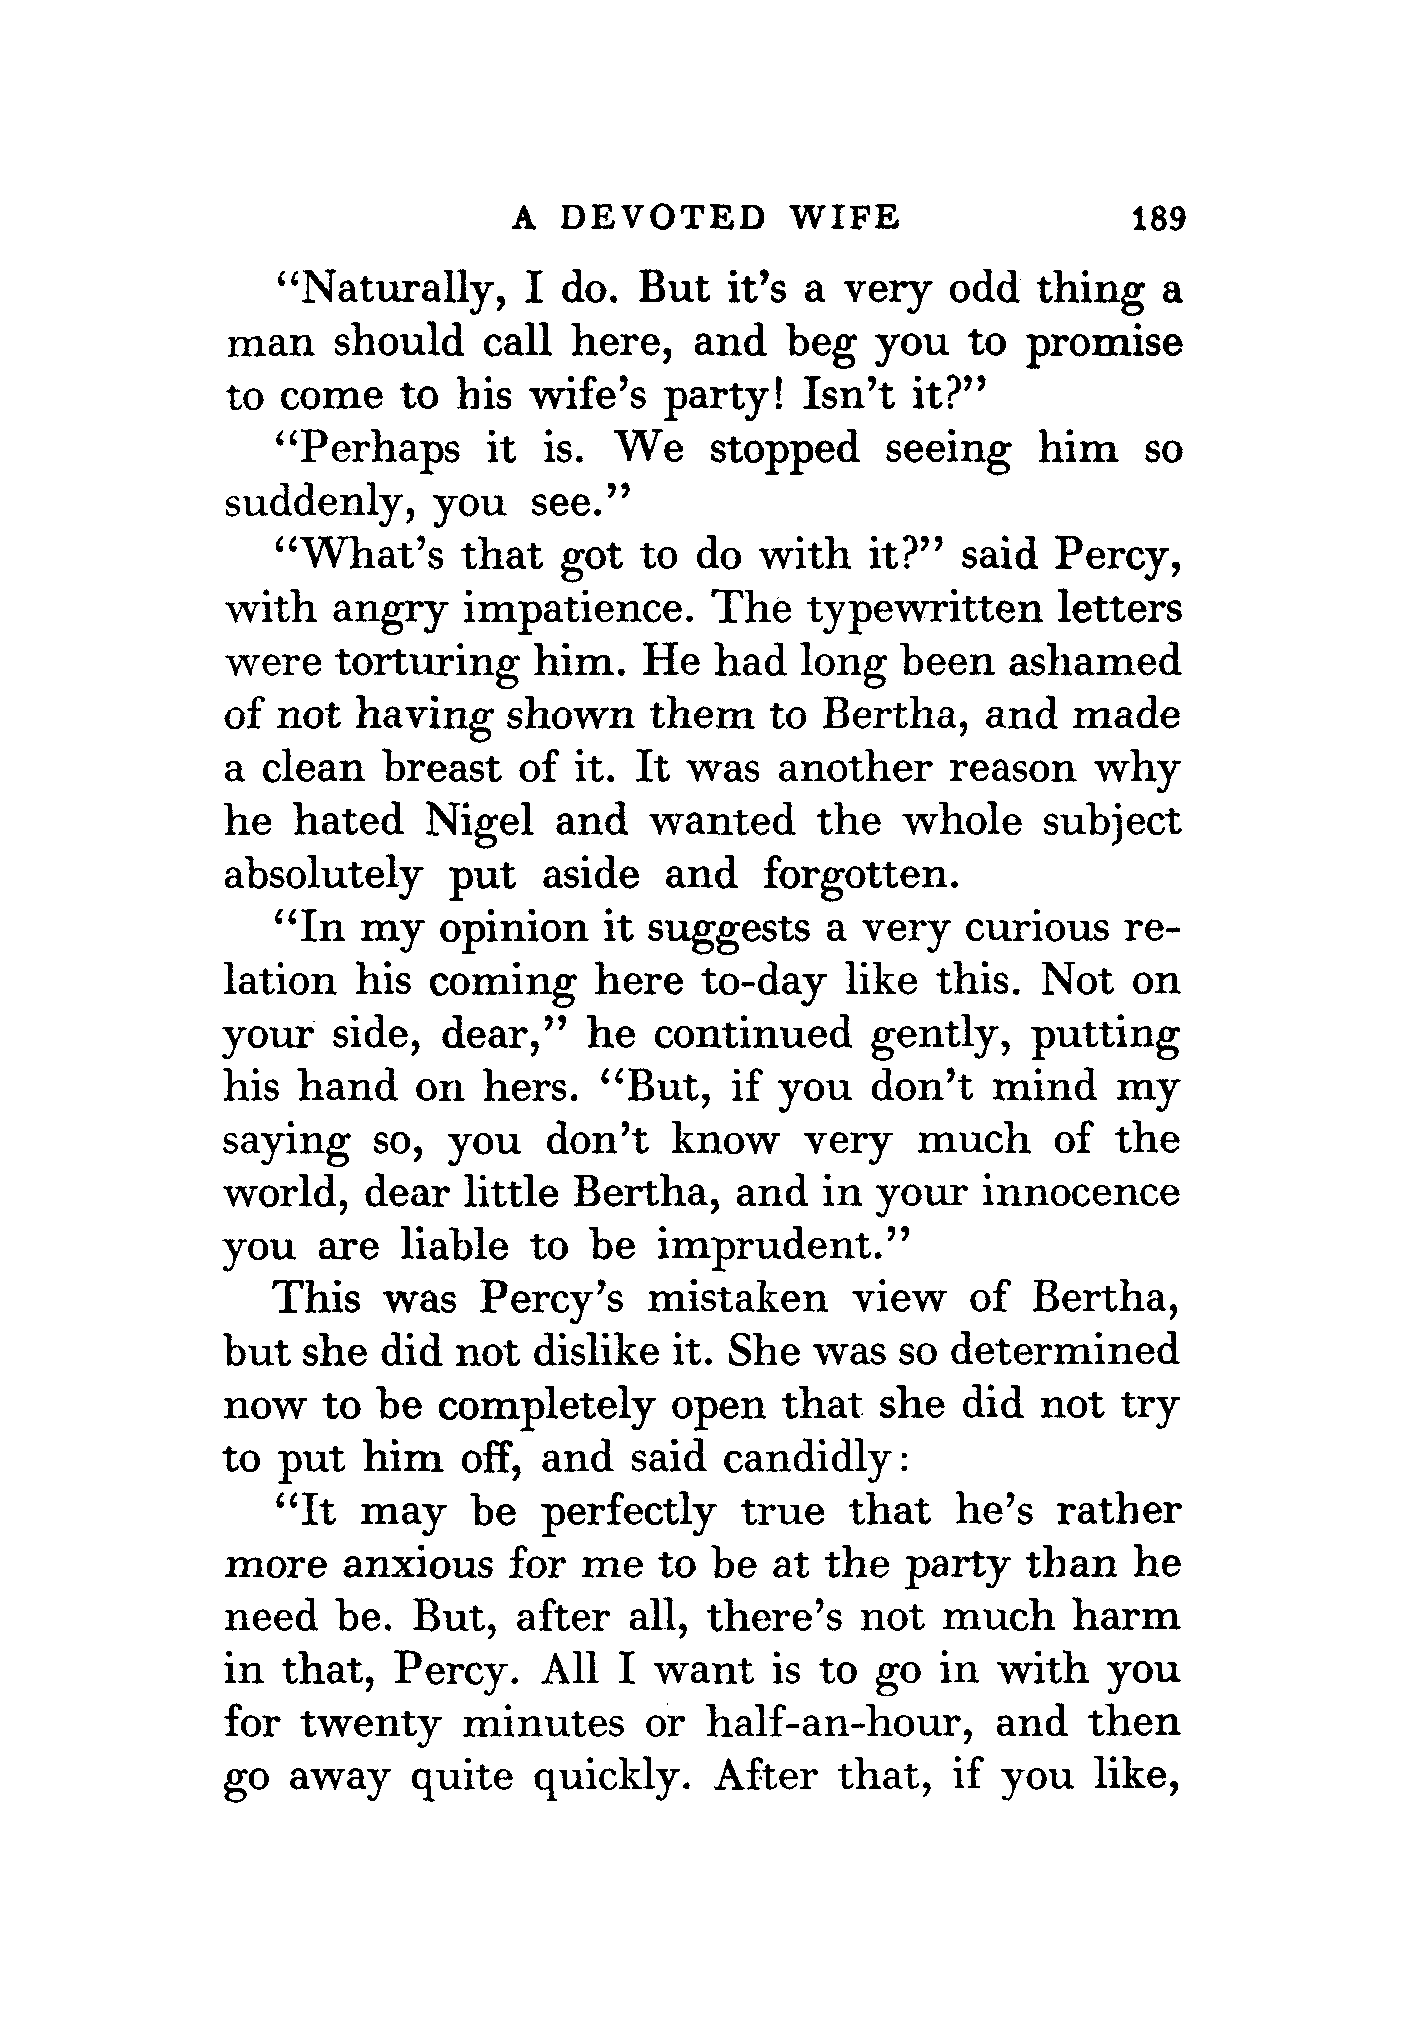 A DEVOTED WIFE 189
“Naturally, I do. But it’s a very odd thing a
man should call here, and beg you to promise
to come to his wife’s party! Isn’t it?”
“Perhaps it is. We stopped seeing him so
suddenly, you see.”
“What’s that got to do with it?” said Percy,
with angry impatience. The typewritten letters
were torturing him. He had long been ashamed
of not having shown them to Bertha, and made
a clean breast of it. It was another reason why
he hated Nigel and wanted the whole subject
absolutely put aside and forgotten.
“In my opinion it suggests a very curious re-
lation his coming here to-day like this. Not on
your side, dear,” he continued gently, putting
his hand on hers. “But, if you don’t mind my
saying so, you don’t know very much of the
world, dear little Bertha, and in your innocence
you are liable to be imprudent.”
This was Percy’s mistaken view of Bertha,
but she did not dislike it. She was so determined
now to be completely open that she did not try
to put him off, and said candidly:
“It may be perfectly true that he’s rather
more anxious for me to be at the party than he
need be. But, after all, there’s not much harm
in that, Percy. All I want is to go in with you
for twenty minutes or half-an-hour, and then
go away quite quickly. After that, if you like,